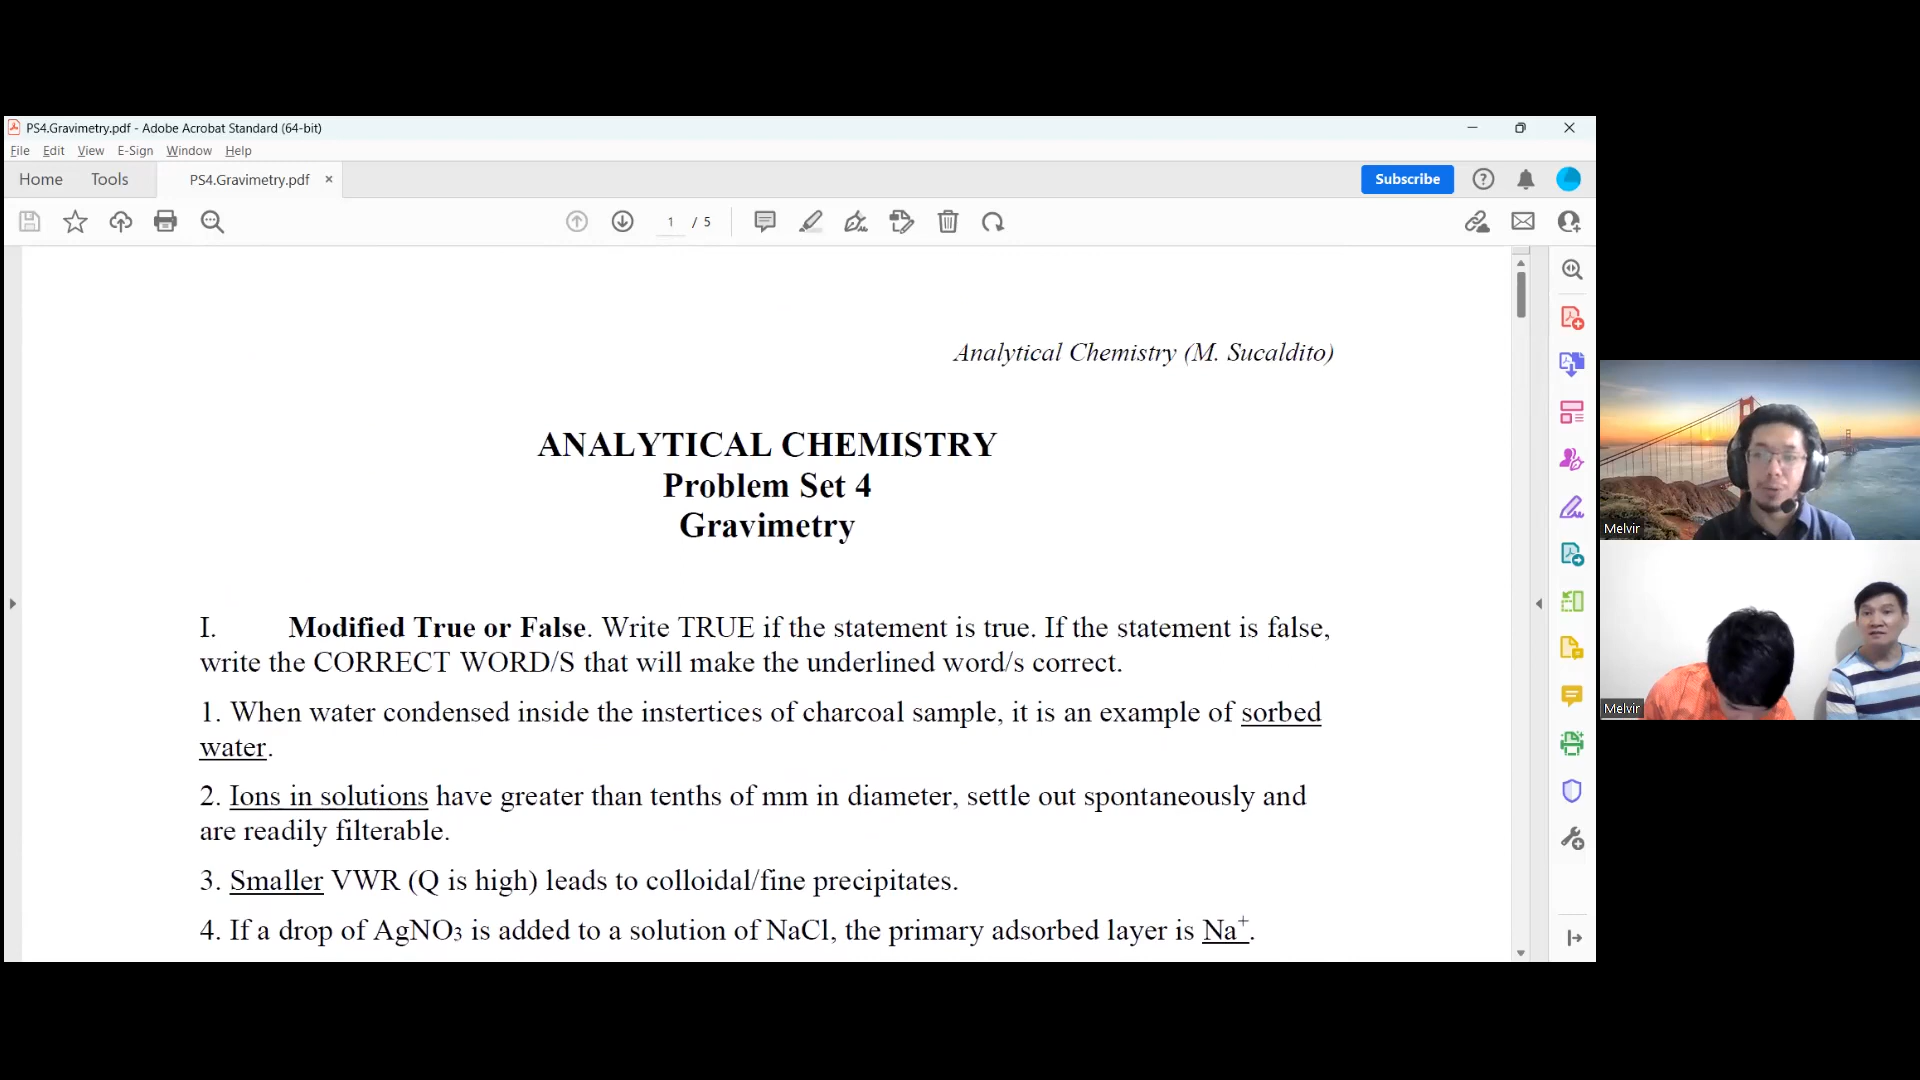 PS4.Gravimetry.pdf - Adobe Acrobat Standard (64-bit)
File Edit View E-Sign Window Help
Home Tools PS4.Gravimetry.pdf × Subscribe
1 / 5
Analytical Chemistry (M. Sucaldito)
ANALYTICAL CHEMISTRY
Problem Set 4
Gravimetry
I. Modified True or False. Write TRUE if the statement is true. If the statement is false,
write the CORRECT WORD/S that will make the underlined word/s correct.
1. When water condensed inside the instertices of charcoal sample, it is an example of sorbed
water.
2. Ions in solutions have greater than tenths of mm in diameter, settle out spontaneously and
are readily filterable.
3. Smaller VWR (Q is high) leads to colloidal/fine precipitates.
4. If a drop of AgNO₃ is added to a solution of NaCl, the primary adsorbed layer is Na⁺.
Melvir
Melvir